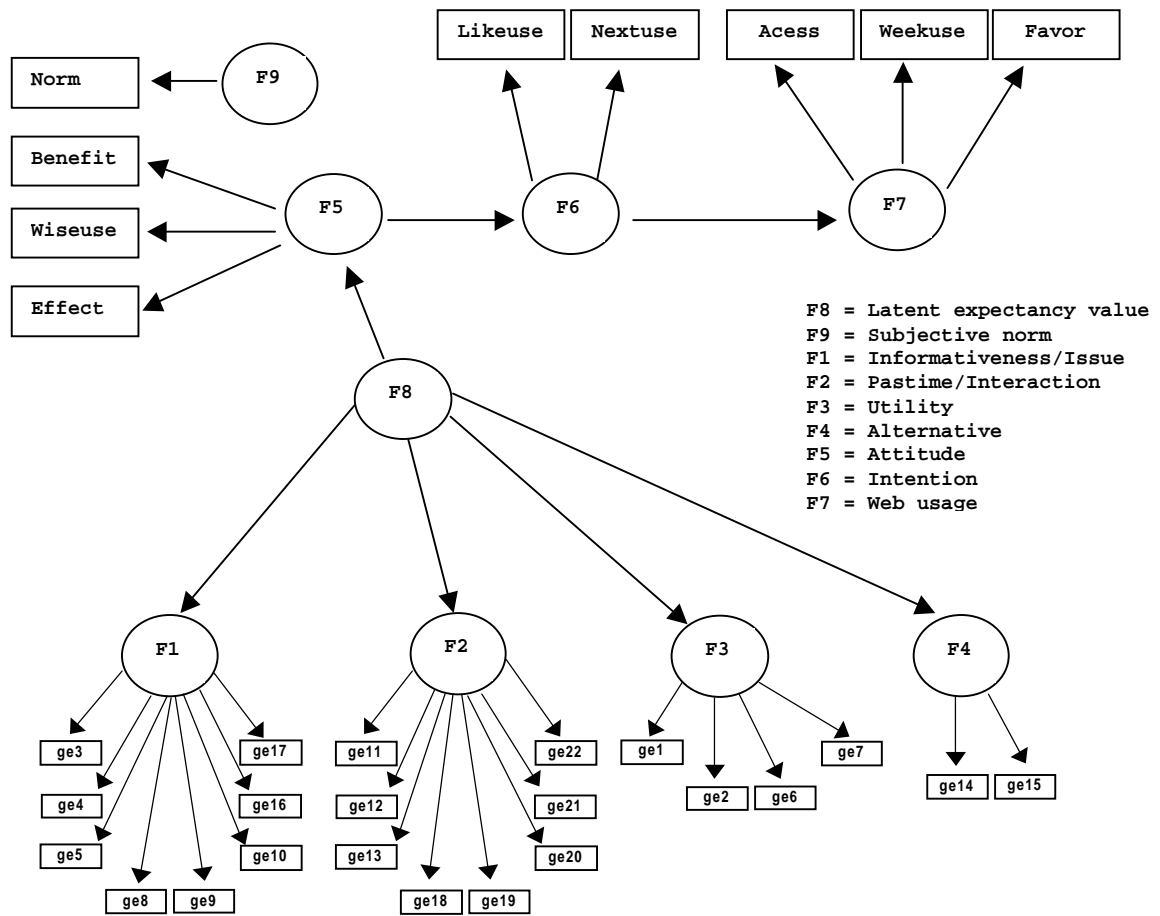 Likeuse Nextuse Acess Weekuse Favor
Norm F9
Benefit
F5 F6 F7
Wiseuse
Effect
F8 = Latent expectancy value
F9 = Subjective norm
F1 = Informativeness/Issue
F2 = Pastime/Interaction
F3 = Utility
F4 = Alternative
F5 = Attitude
F6 = Intention
F7 = Web usage
F8
F1 F2 F3 F4
ge3 ge17 ge11 ge22 ge1 ge7
ge14 ge15
ge2 ge6
ge4 ge16 ge12 ge21
ge5 ge10 ge13 ge20
ge8 ge9 ge18 ge19